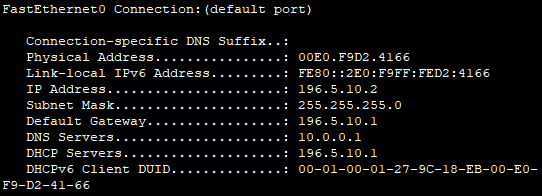 FastEthernet0 Connection:(default port)
Connection-specific DNS Suffix..:
Physical Address................: 00E0.F9D2.4166
Link-local IPv6 Address.........: FE80::2E0:F9FF:FED2:4166
IP Address......................: 196.5.10.2
Subnet Mask.....................: 255.255.255.0
Default Gateway.................: 196.5.10.1
DNS Servers.....................: 10.0.0.1
DHCP Servers....................: 196.5.10.1
DHCPv6 Client DUID..............: 00-01-00-01-27-9C-18-EB-00-E0-
F9-D2-41-66